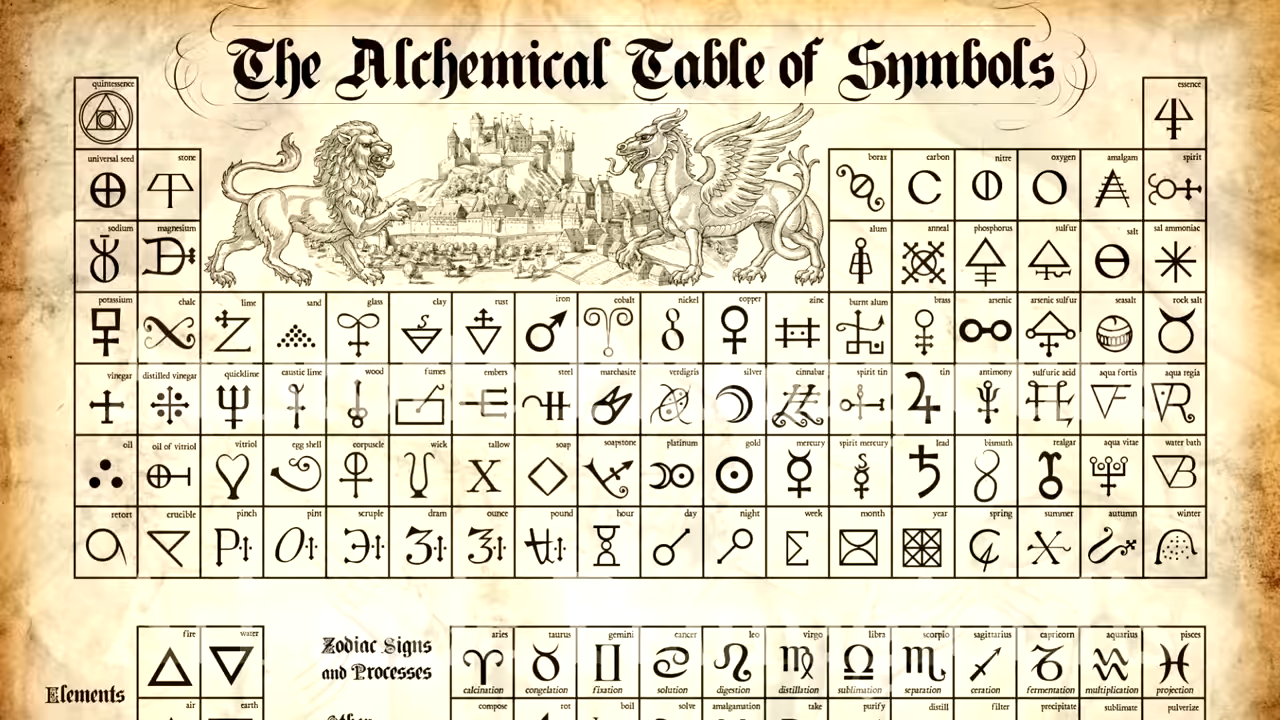 The Alchemical Table of Symbols
quintessence essence
universal seed stone borax carbon nitre oxygen amalgam spirit
sodium magnesium alum anneal phosphorus sulfur salt sal ammoniac
potassium chalc lime sand glass clay rust iron cobalt nickel copper zinc burnt alum brass arsenic arsenic sulfur seasalt rock salt
vinegar distilled vinegar quicklime caustic lime wood fumes embers steel marchasite verdigris silver cinnabar spirit tin tin antimony sulfuric acid aqua fortis aqua regia
oil oil of vitriol vitriol egg shell corpuscle wick tallow soap soapstone platinum gold mercury spirit mercury lead bismuth realgar aqua vitae water bath
retort crucible pinch pint scruple dram ounce pound hour day night week month year spring summer autumn winter
fire water Zodiac Signs aries taurus gemini cancer leo virgo libra scorpio sagittarius capricorn aquarius pisces
and Processes
Elements calcination congelation fixation solution digestion distillation sublimation separation ceration fermentation multiplication projection
air earth compose rot boil solve amalgamation take purify distill filter precipitate sublimate pulverize